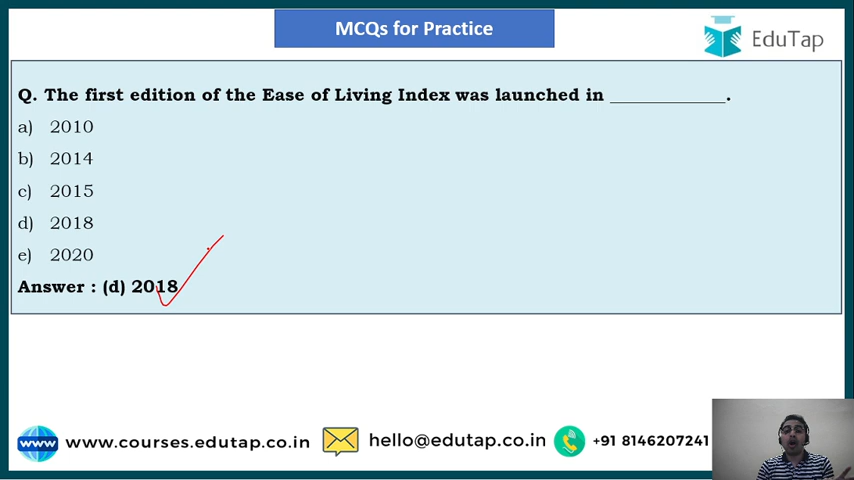 MCQs for Practice
EduTap
Q. The first edition of the Ease of Living Index was launched in ____________.
a) 2010
b) 2014
c) 2015
d) 2018
e) 2020
Answer : (d) 2018
www www.courses.edutap.co.in hello@edutap.co.in +91 8146207241